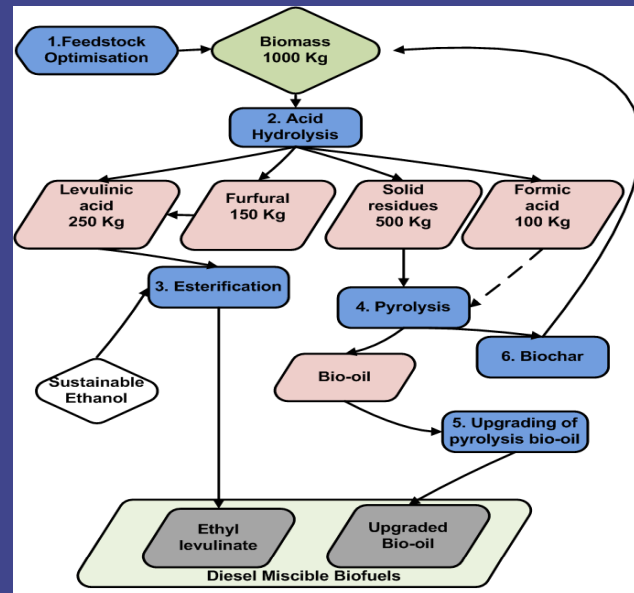 1.Feedstock
Optimisation
Biomass
1000 Kg
2. Acid
Hydrolysis
Levulinic
acid
250 Kg
Furfural
150 Kg
Solid
residues
500 Kg
Formic
acid
100 Kg
3. Esterification
4. Pyrolysis
6. Biochar
Sustainable
Ethanol
Bio-oil
5. Upgrading of
pyrolysis bio-oil
Ethyl
levulinate
Upgraded
Bio-oil
Diesel Miscible Biofuels